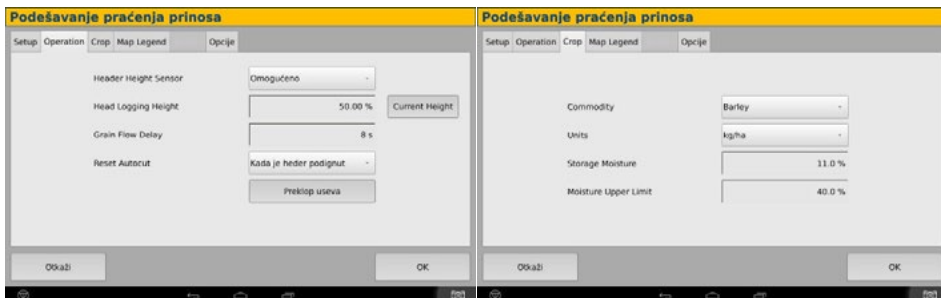 Podešavanje praćenja prinosa
Setup Operation Crop Map Legend Opcije
Header Height Sensor Omogućeno
Head Logging Height 50.00 % Current Height
Grain Flow Delay 8 s
Reset Autocut Kada je heder podignut
Preklop useva
Otkaži OK
Podešavanje praćenja prinosa
Setup Operation Crop Map Legend Opcije
Commodity Barley
Units kg/ha
Storage Moisture 11.0 %
Moisture Upper Limit 40.0 %
Otkaži OK